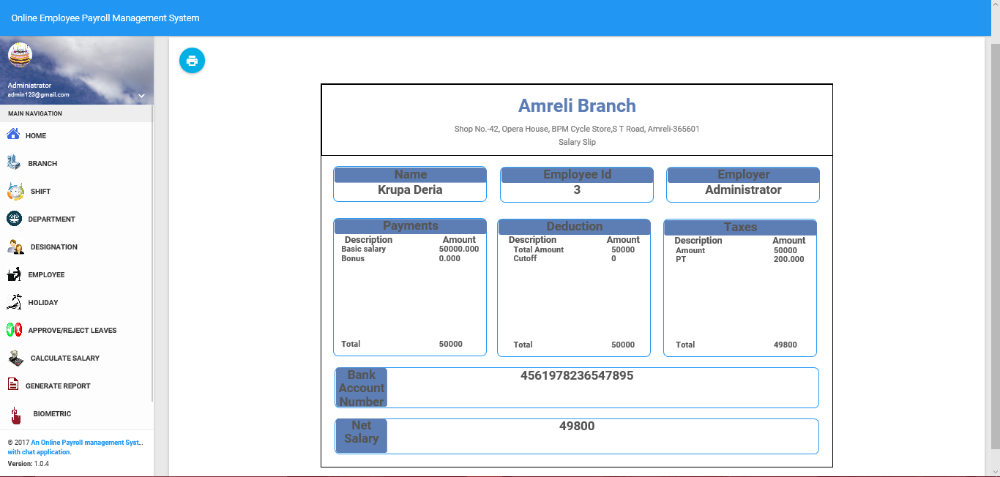 Online Employee Payroll Management System
Administrator
admin123@gmail.com
MAIN NAVIGATION
HOME
BRANCH
SHIFT
DEPARTMENT
DESIGNATION
EMPLOYEE
HOLIDAY
APPROVE/REJECT LEAVES
CALCULATE SALARY
GENERATE REPORT
BIOMETRIC
© 2017 An Online Payroll management Syst...
with chat application.
Version: 1.0.4
Amreli Branch
Shop No.-42, Opera House, BPM Cycle Store,S T Road, Amreli-365601
Salary Slip
Name
Krupa Deria
Employee Id
3
Employer
Administrator
Payments
Description Amount
Basic salary 50000.000
Bonus 0.000
Total 50000
Deduction
Description Amount
Total Amount 50000
Cutoff 0
Total 50000
Taxes
Description Amount
Amount 50000
PT 200.000
Total 49800
Bank
Account
Number
4561978236547895
Net
Salary
49800